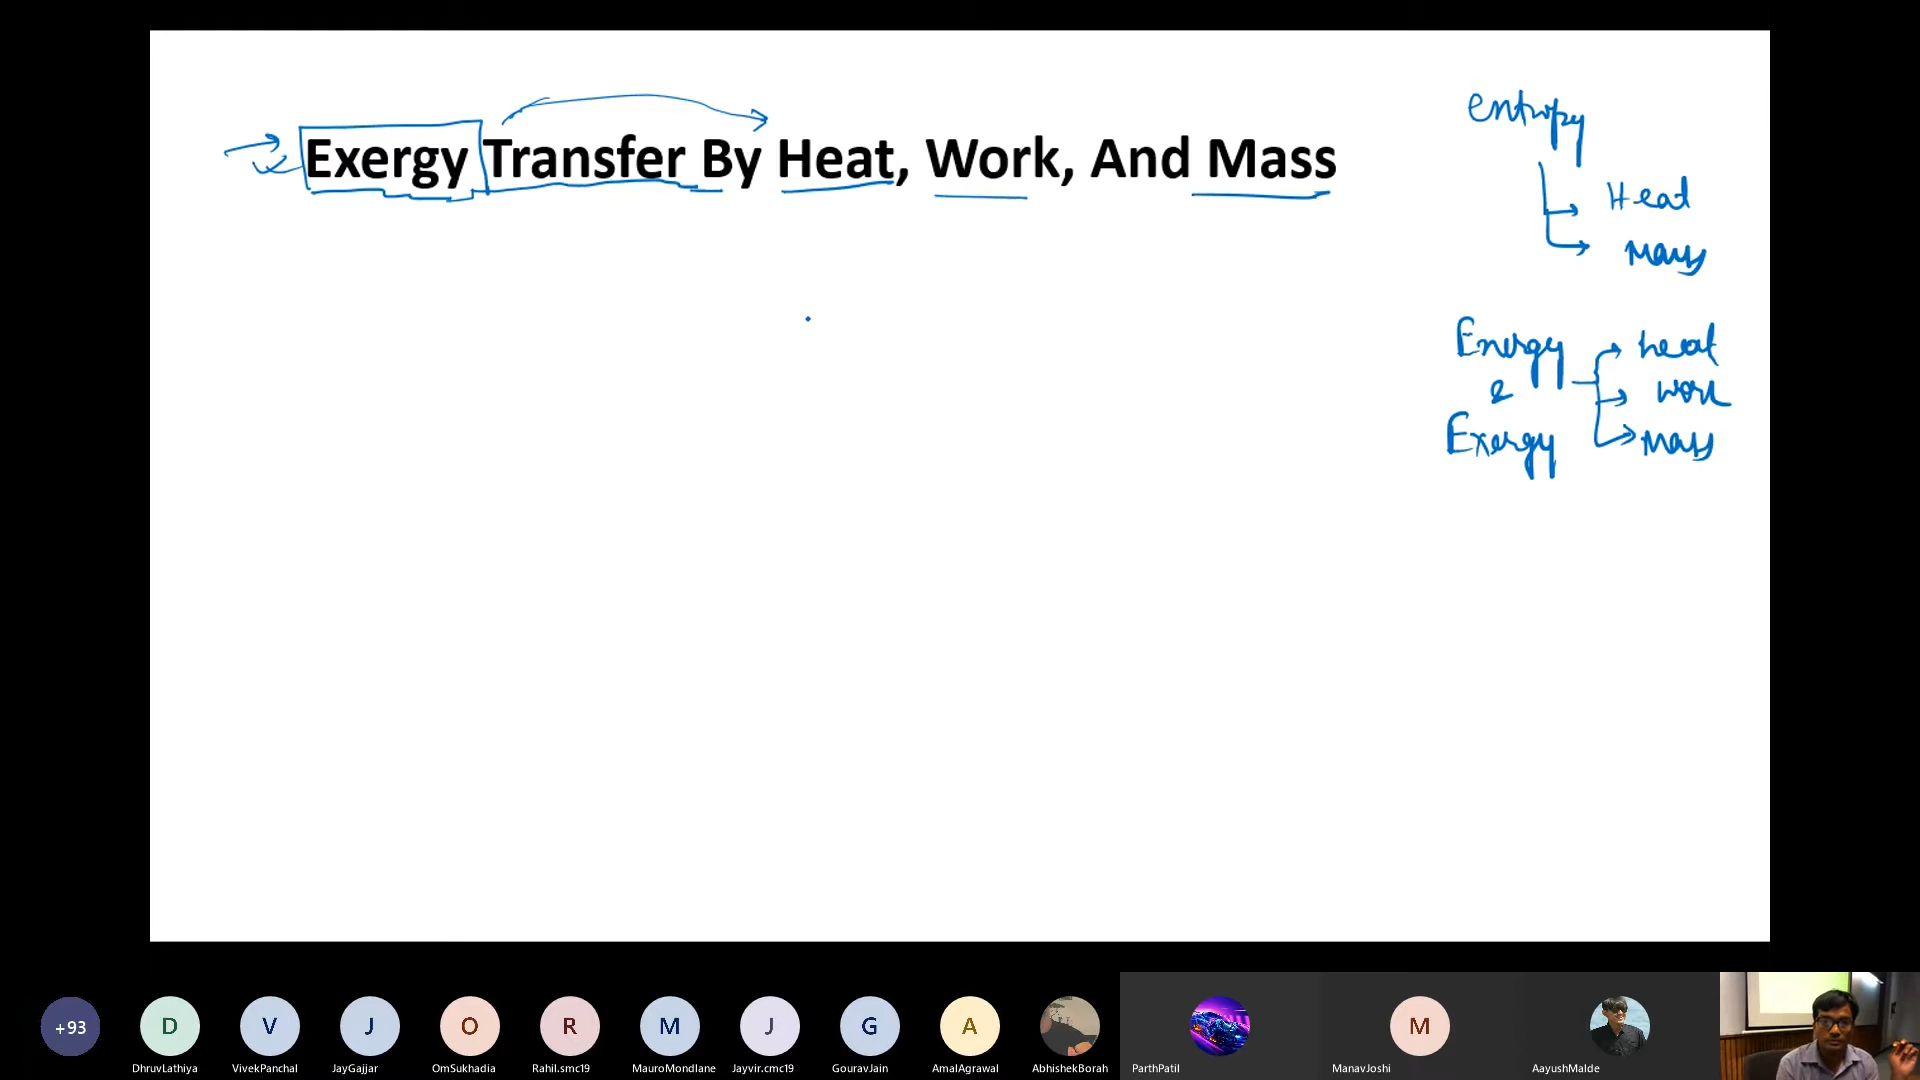 Exergy Transfer By Heat, Work, And Mass
entropy
Heat
Mass
Energy
&
Exergy
heat
work
Mass
+93
D
V
J
O
R
M
J
G
A
M
DhruvLathiya
VivekPanchal
JayGajjar
OmSukhadia
Rahil.smc19
MauroMondlane
Jayvir.cmc19
GouravJain
AmalAgrawal
AbhishekBorah
ParthPatil
ManavJoshi
AayushMalde